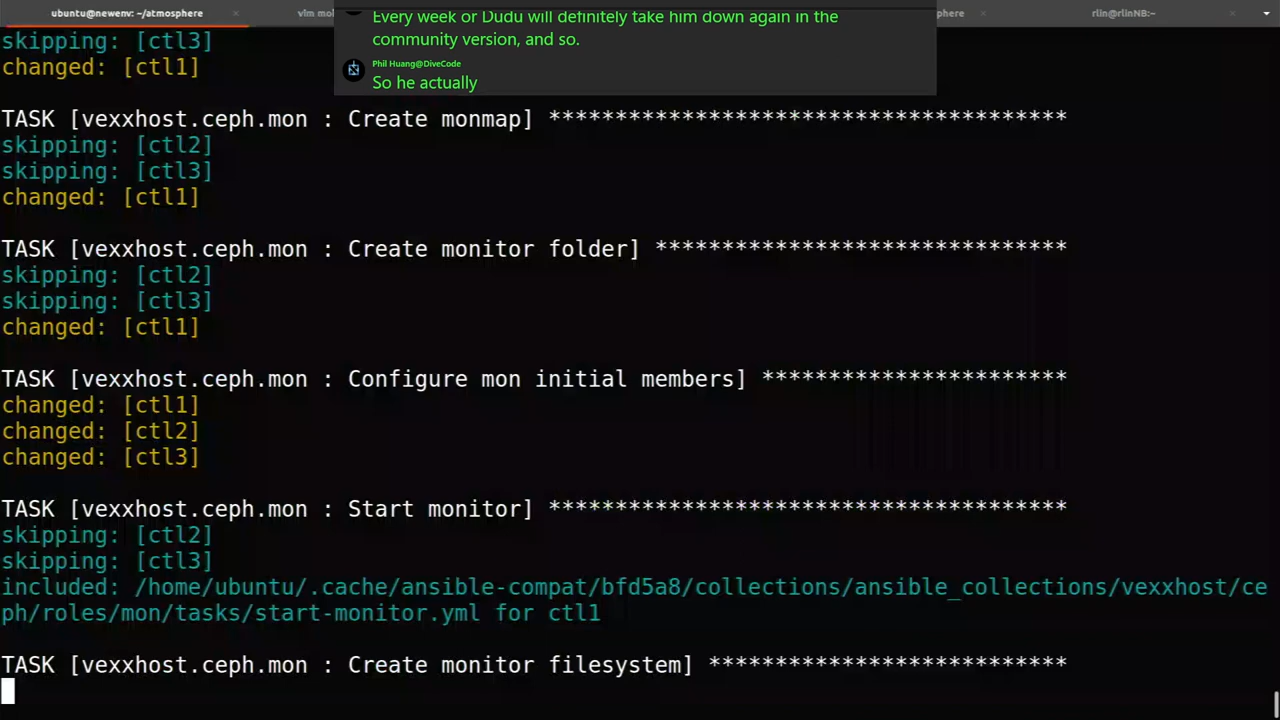 ubuntu@newenv: ~/atmosphere
rlin@rlinNB:~
Every week or Dudu will definitely take him down again in the
community version, and so.
Phil Huang@DiveCode
So he actually
skipping: [ctl3]
changed: [ctl1]
TASK [vexxhost.ceph.mon : Create monmap] ***************************************
skipping: [ctl2]
skipping: [ctl3]
changed: [ctl1]
TASK [vexxhost.ceph.mon : Create monitor folder] *******************************
skipping: [ctl2]
skipping: [ctl3]
changed: [ctl1]
TASK [vexxhost.ceph.mon : Configure mon initial members] ***********************
changed: [ctl1]
changed: [ctl2]
changed: [ctl3]
TASK [vexxhost.ceph.mon : Start monitor] ***************************************
skipping: [ctl2]
skipping: [ctl3]
included: /home/ubuntu/.cache/ansible-compat/bfd5a8/collections/ansible_collections/vexxhost/ce
ph/roles/mon/tasks/start-monitor.yml for ctl1
TASK [vexxhost.ceph.mon : Create monitor filesystem] ***************************